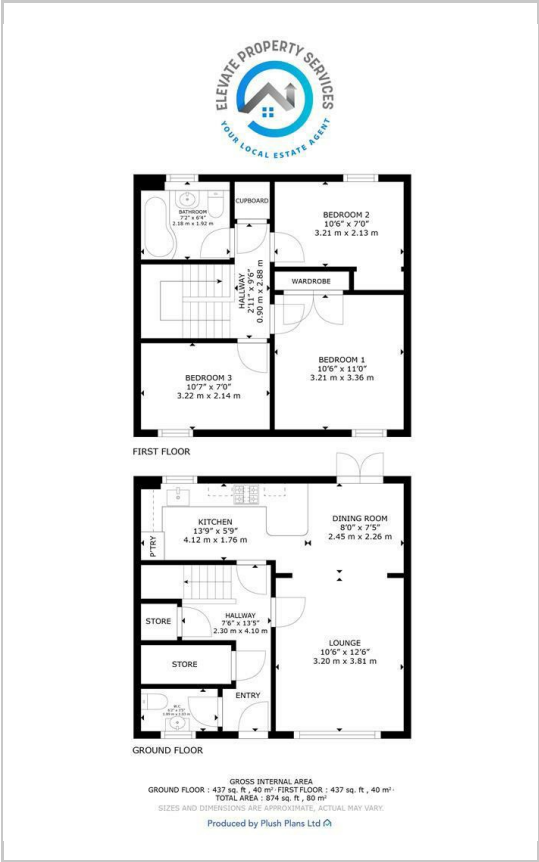 ELEVATE PROPERTY SERVICES
YOUR LOCAL ESTATE AGENT
BATHROOM
7'2" x 6'4"
2.18 m x 1.92 m
CUPBOARD
BEDROOM 2
10'6" x 7'0"
3.21 m x 2.13 m
HALLWAY
2'11" x 9'6"
0.90 m x 2.88 m
WARDROBE
BEDROOM 1
10'6" x 11'0"
3.21 m x 3.36 m
BEDROOM 3
10'7" x 7'0"
3.22 m x 2.14 m
FIRST FLOOR
KITCHEN
13'9" x 5'9"
4.12 m x 1.76 m
P'TRY
DINING ROOM
8'0" x 7'5"
2.45 m x 2.26 m
HALLWAY
7'6" x 13'5"
2.30 m x 4.10 m
STORE
STORE
LOUNGE
10'6" x 12'6"
3.20 m x 3.81 m
ENTRY
W.C
GROUND FLOOR
GROSS INTERNAL AREA
GROUND FLOOR : 437 sq. ft , 40 m² · FIRST FLOOR : 437 sq. ft , 40 m² ·
TOTAL AREA : 874 sq. ft , 80 m²
SIZES AND DIMENSIONS ARE APPROXIMATE, ACTUAL MAY VARY.
Produced by Plush Plans Ltd